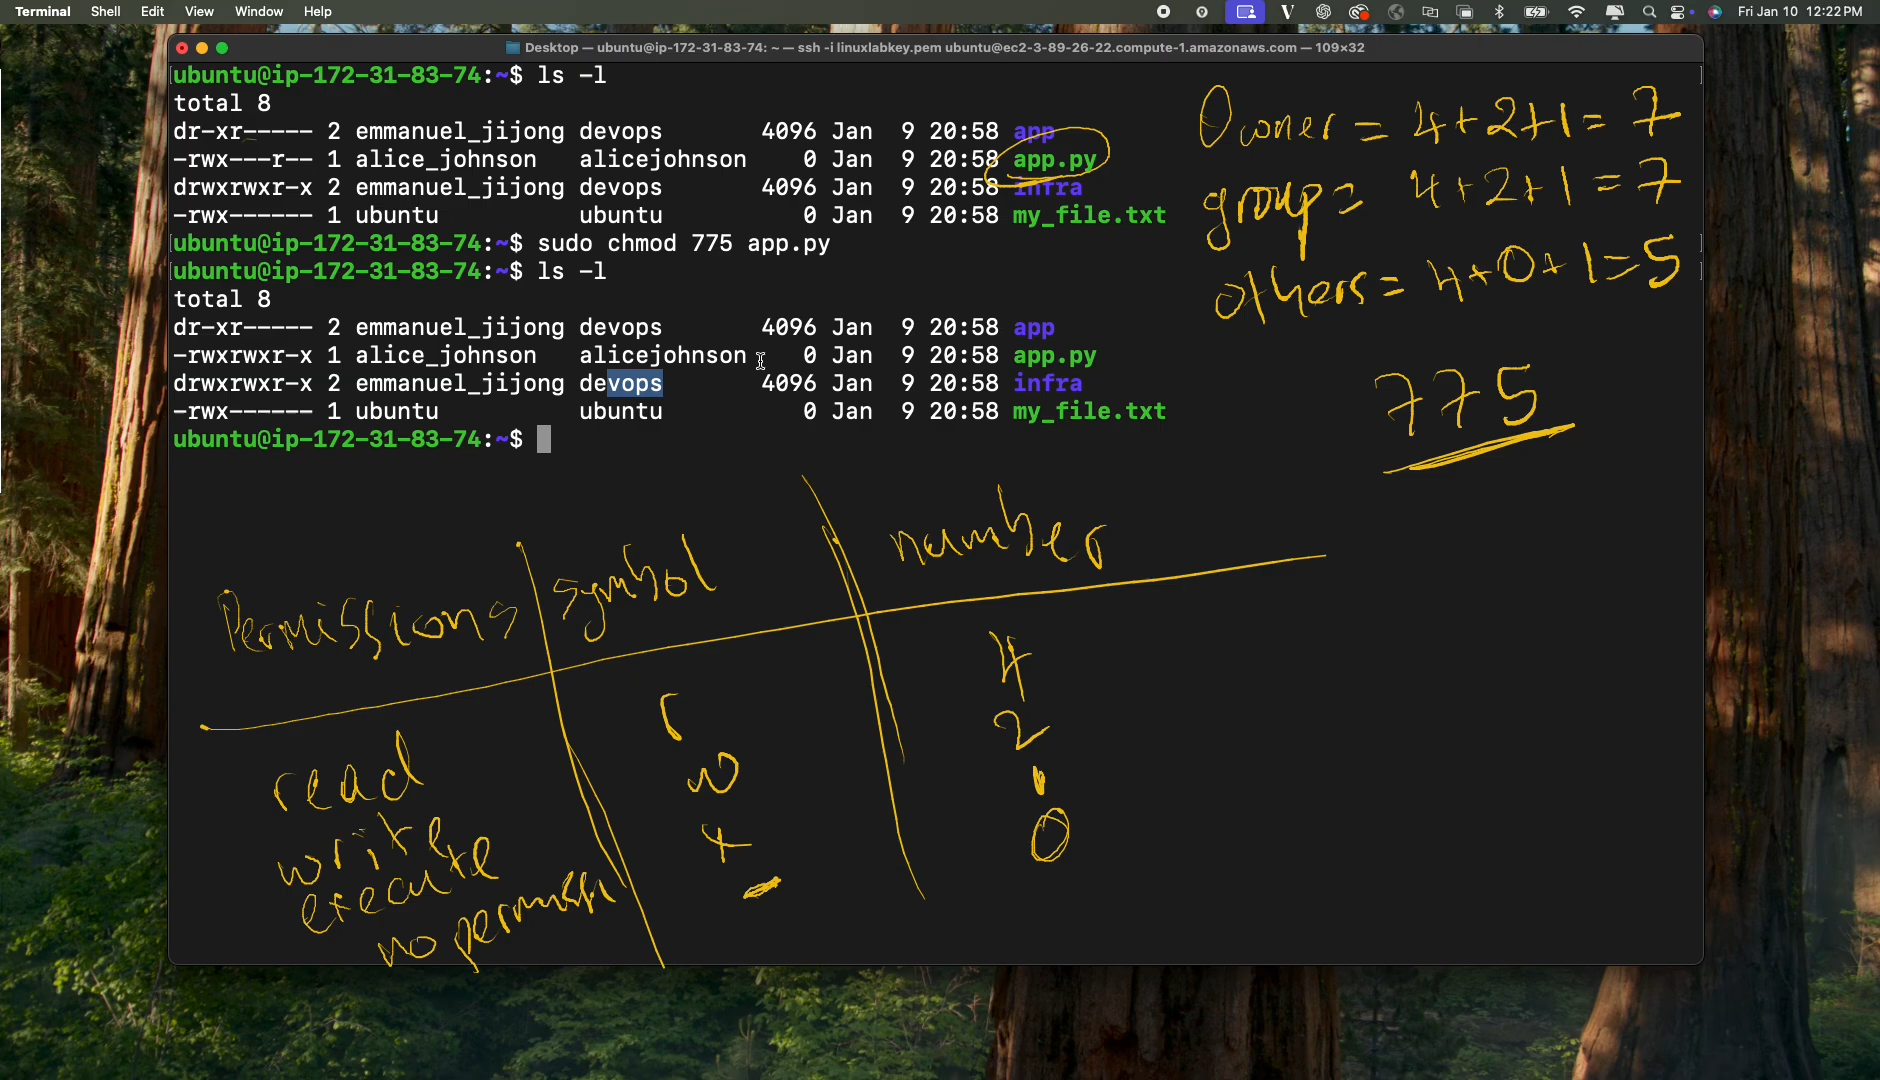 Terminal Shell Edit View Window Help Fri Jan 10 12:22 PM
Desktop — ubuntu@ip-172-31-83-74: ~ — ssh -i linuxlabkey.pem ubuntu@ec2-3-89-26-22.compute-1.amazonaws.com — 109×32
ubuntu@ip-172-31-83-74:~$ ls -l
total 8
dr-xr----- 2 emmanuel_jijong devops 4096 Jan 9 20:58 app
-rwx---r-- 1 alice_johnson alicejohnson 0 Jan 9 20:58 app.py
drwxrwxr-x 2 emmanuel_jijong devops 4096 Jan 9 20:58 infra
-rwx------ 1 ubuntu ubuntu 0 Jan 9 20:58 my_file.txt
ubuntu@ip-172-31-83-74:~$ sudo chmod 775 app.py
ubuntu@ip-172-31-83-74:~$ ls -l
total 8
dr-xr----- 2 emmanuel_jijong devops 4096 Jan 9 20:58 app
-rwxrwxr-x 1 alice_johnson alicejohnson 0 Jan 9 20:58 app.py
drwxrwxr-x 2 emmanuel_jijong devops 4096 Jan 9 20:58 infra
-rwx------ 1 ubuntu ubuntu 0 Jan 9 20:58 my_file.txt
ubuntu@ip-172-31-83-74:~$
Owner = 4+2+1= 7
group= 4+2+1=7
others= 4+0+1=5
775
Permissions symbol number
read r 4
write w 2
execute x 1
no permissn - 0